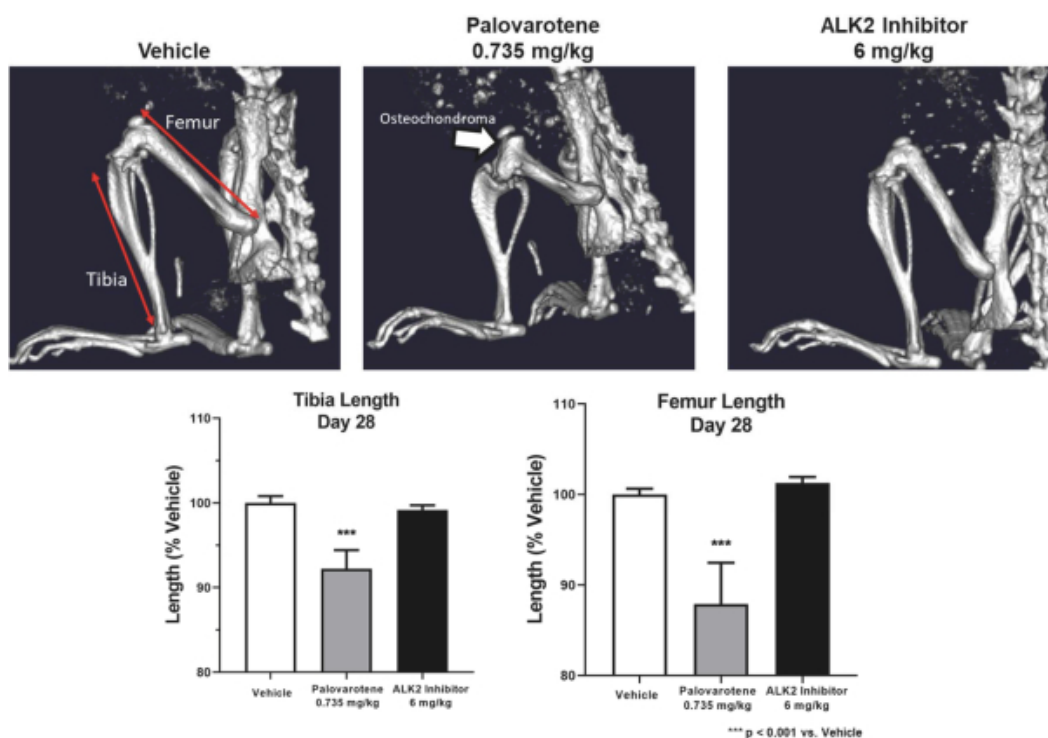 Vehicle
Palovarotene
0.735 mg/kg
ALK2 Inhibitor
6 mg/kg
Femur
Tibia
Osteochondroma
Tibia Length
Day 28
Length (% Vehicle)
110
100
90
80
***
Vehicle
Palovarotene
0.735 mg/kg
ALK2 Inhibitor
6 mg/kg
Femur Length
Day 28
Length (% Vehicle)
110
100
90
80
***
Vehicle
Palovarotene
0.735 mg/kg
ALK2 Inhibitor
6 mg/kg
*** p < 0.001 vs. Vehicle